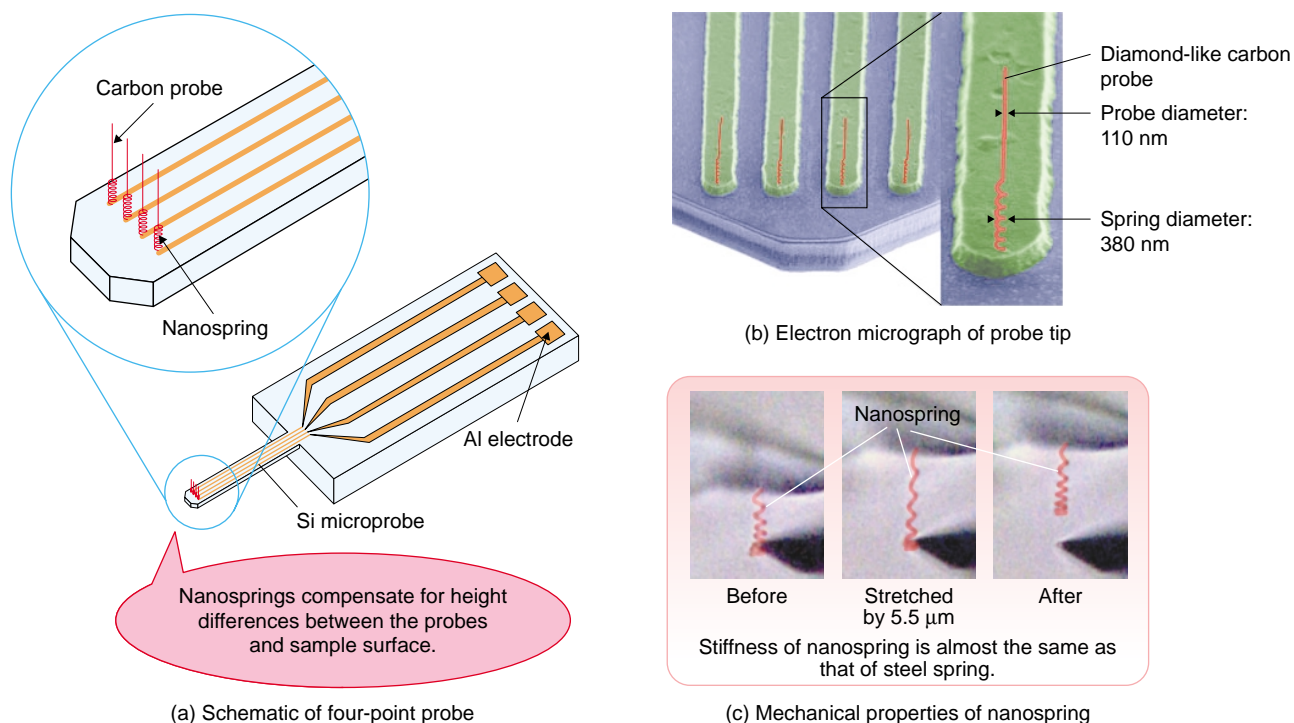 Carbon probe
Nanospring
Al electrode
Si microprobe
Nanosprings compensate for height
differences between the probes
and sample surface.
(a) Schematic of four-point probe
Diamond-like carbon
probe
Probe diameter:
110 nm
Spring diameter:
380 nm
(b) Electron micrograph of probe tip
Nanospring
Before
Stretched
by 5.5 μm
After
Stiffness of nanospring is almost the same as
that of steel spring.
(c) Mechanical properties of nanospring